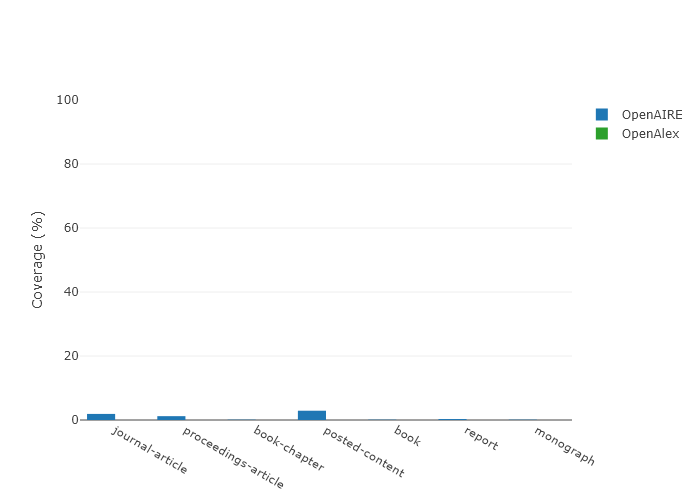 100
80
60
40
20
0
Coverage (%)
journal-article
proceedings-article
book-chapter
posted-content
book
report
monograph
OpenAIRE
OpenAlex